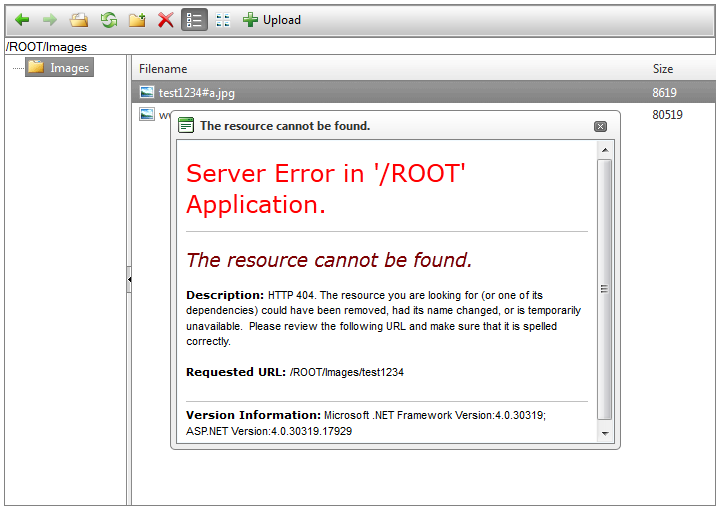 Upload
/ROOT/Images
Images
Filename Size
test1234#a.jpg 8619
80519
The resource cannot be found.
Server Error in '/ROOT'
Application.
The resource cannot be found.
Description: HTTP 404. The resource you are looking for (or one of its
dependencies) could have been removed, had its name changed, or is temporarily
unavailable. Please review the following URL and make sure that it is spelled
correctly.
Requested URL: /ROOT/Images/test1234
Version Information: Microsoft .NET Framework Version:4.0.30319;
ASP.NET Version:4.0.30319.17929